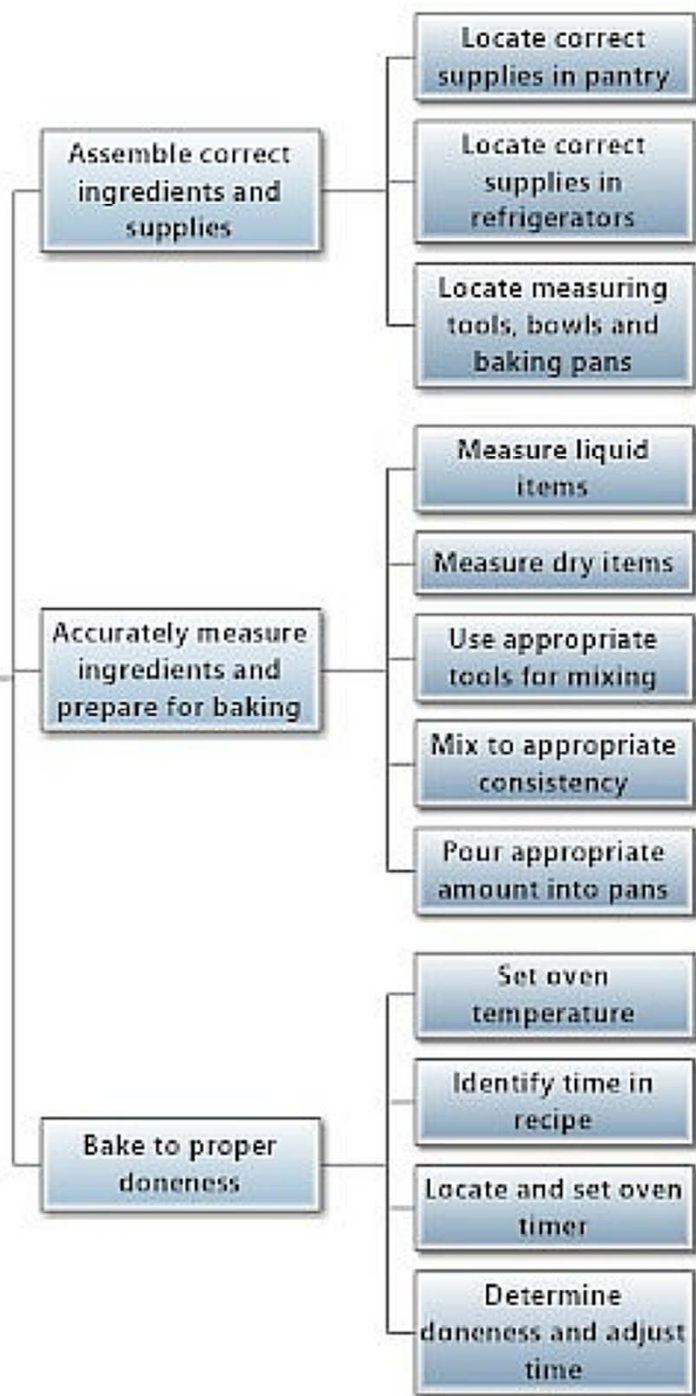 Assemble correct
ingredients and
supplies
Locate correct
supplies in pantry
Locate correct
supplies in
refrigerators
Locate measuring
tools, bowls and
baking pans
Accurately measure
ingredients and
prepare for baking
Measure liquid
items
Measure dry items
Use appropriate
tools for mixing
Mix to appropriate
consistency
Pour appropriate
amount into pans
Bake to proper
doneness
Set oven
temperature
Identify time in
recipe
Locate and set oven
timer
Determine
doneness and adjust
time